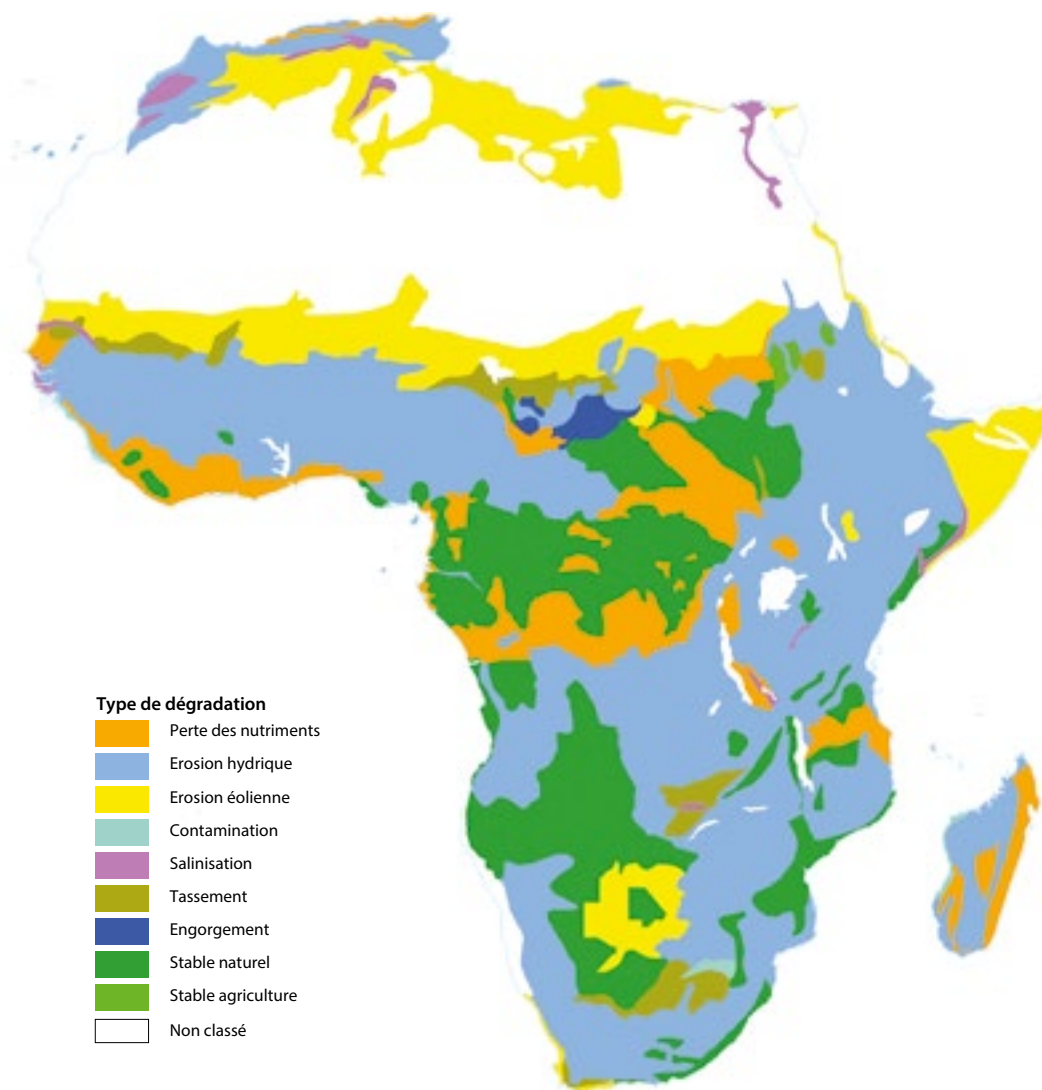 Type de dégradation
Perte des nutriments
Erosion hydrique
Erosion éolienne
Contamination
Salinisation
Tassement
Engorgement
Stable naturel
Stable agriculture
Non classé